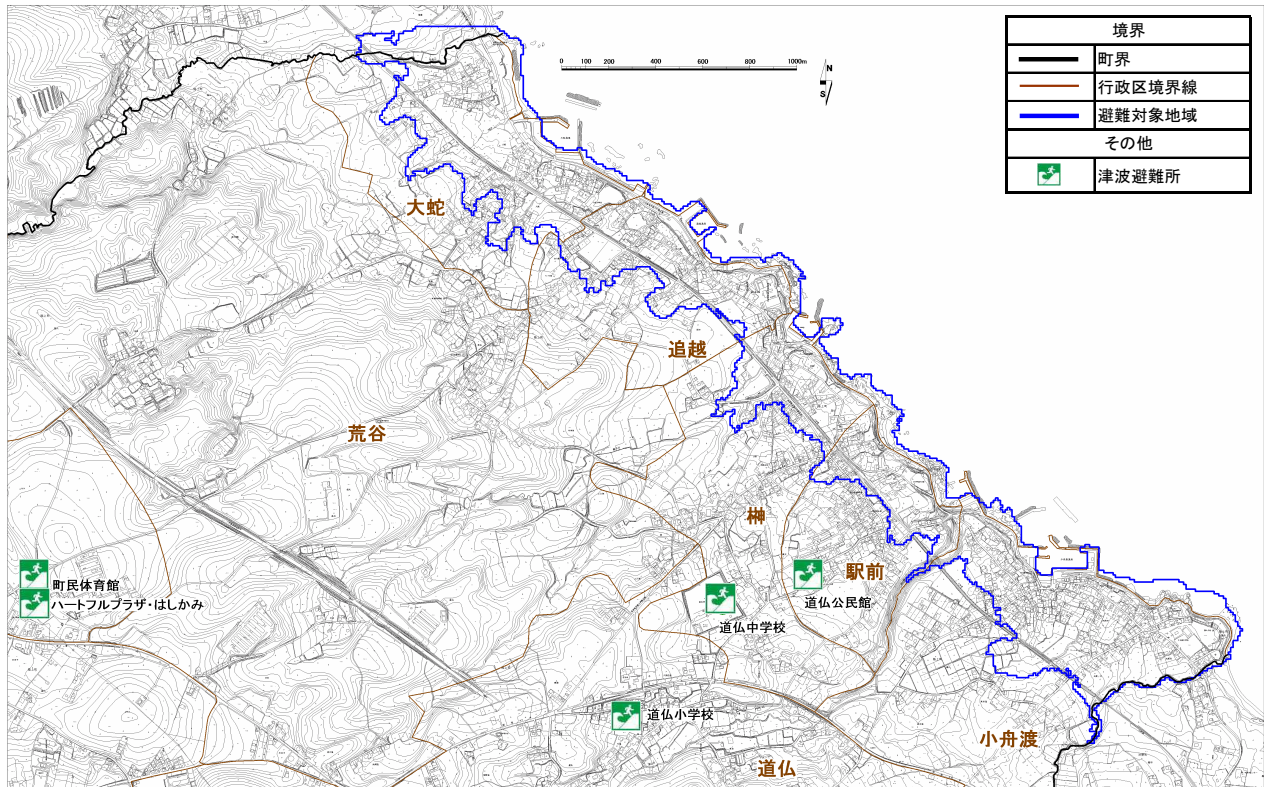 境界
町界
行政区境界線
避難対象地域
その他
津波避難所
0 100 200 400 600 800 1000m
N
S
大蛇
追越
荒谷
榊
駅前
町民体育館
ハートフルプラザ・はしかみ
道仏公民館
道仏中学校
道仏小学校
小舟渡
道仏